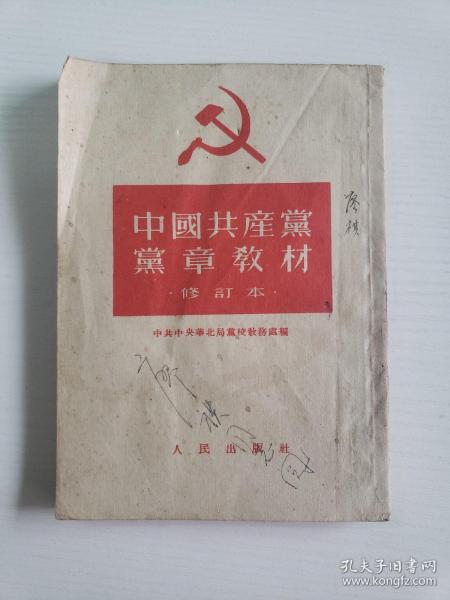 中國共産黨
黨章教材
·修訂本·
中共中央華北局黨校教務處編
人民出版社
孔夫子旧书网
www.kongfz.com